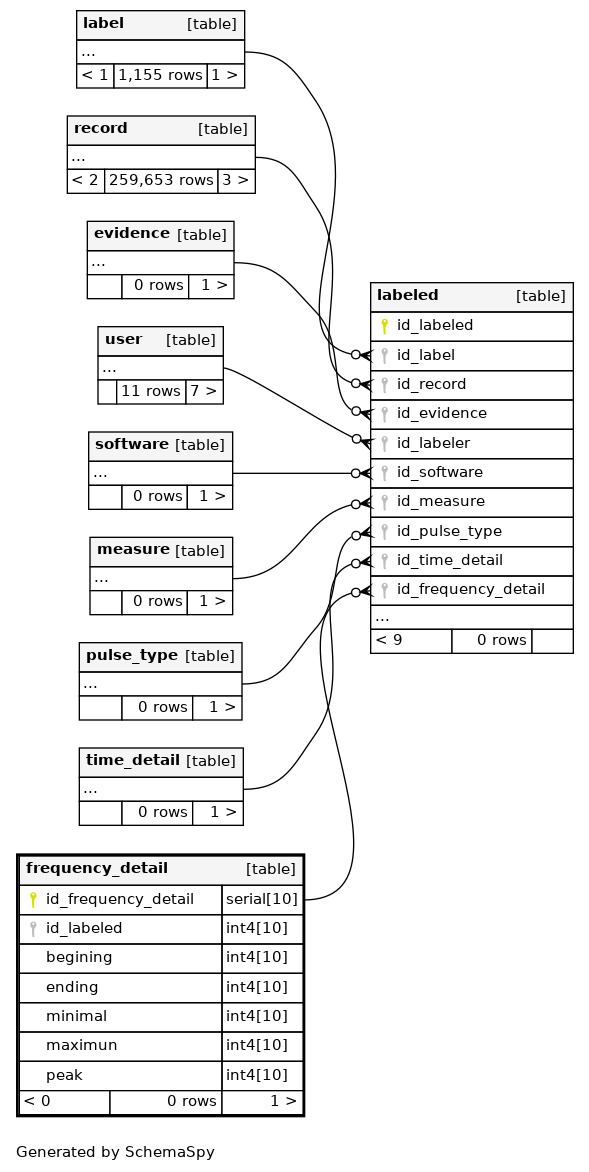 label [table]
...
< 1 1,155 rows 1 >
record [table]
...
< 2 259,653 rows 3 >
evidence [table]
...
0 rows 1 >
user [table]
...
11 rows 7 >
software [table]
...
0 rows 1 >
measure [table]
...
0 rows 1 >
pulse_type [table]
...
0 rows 1 >
time_detail [table]
...
0 rows 1 >
frequency_detail [table]
id_frequency_detail serial[10]
id_labeled int4[10]
begining int4[10]
ending int4[10]
minimal int4[10]
maximun int4[10]
peak int4[10]
< 0 0 rows 1 >
labeled [table]
id_labeled
id_label
id_record
id_evidence
id_labeler
id_software
id_measure
id_pulse_type
id_time_detail
id_frequency_detail
...
< 9 0 rows
Generated by SchemaSpy